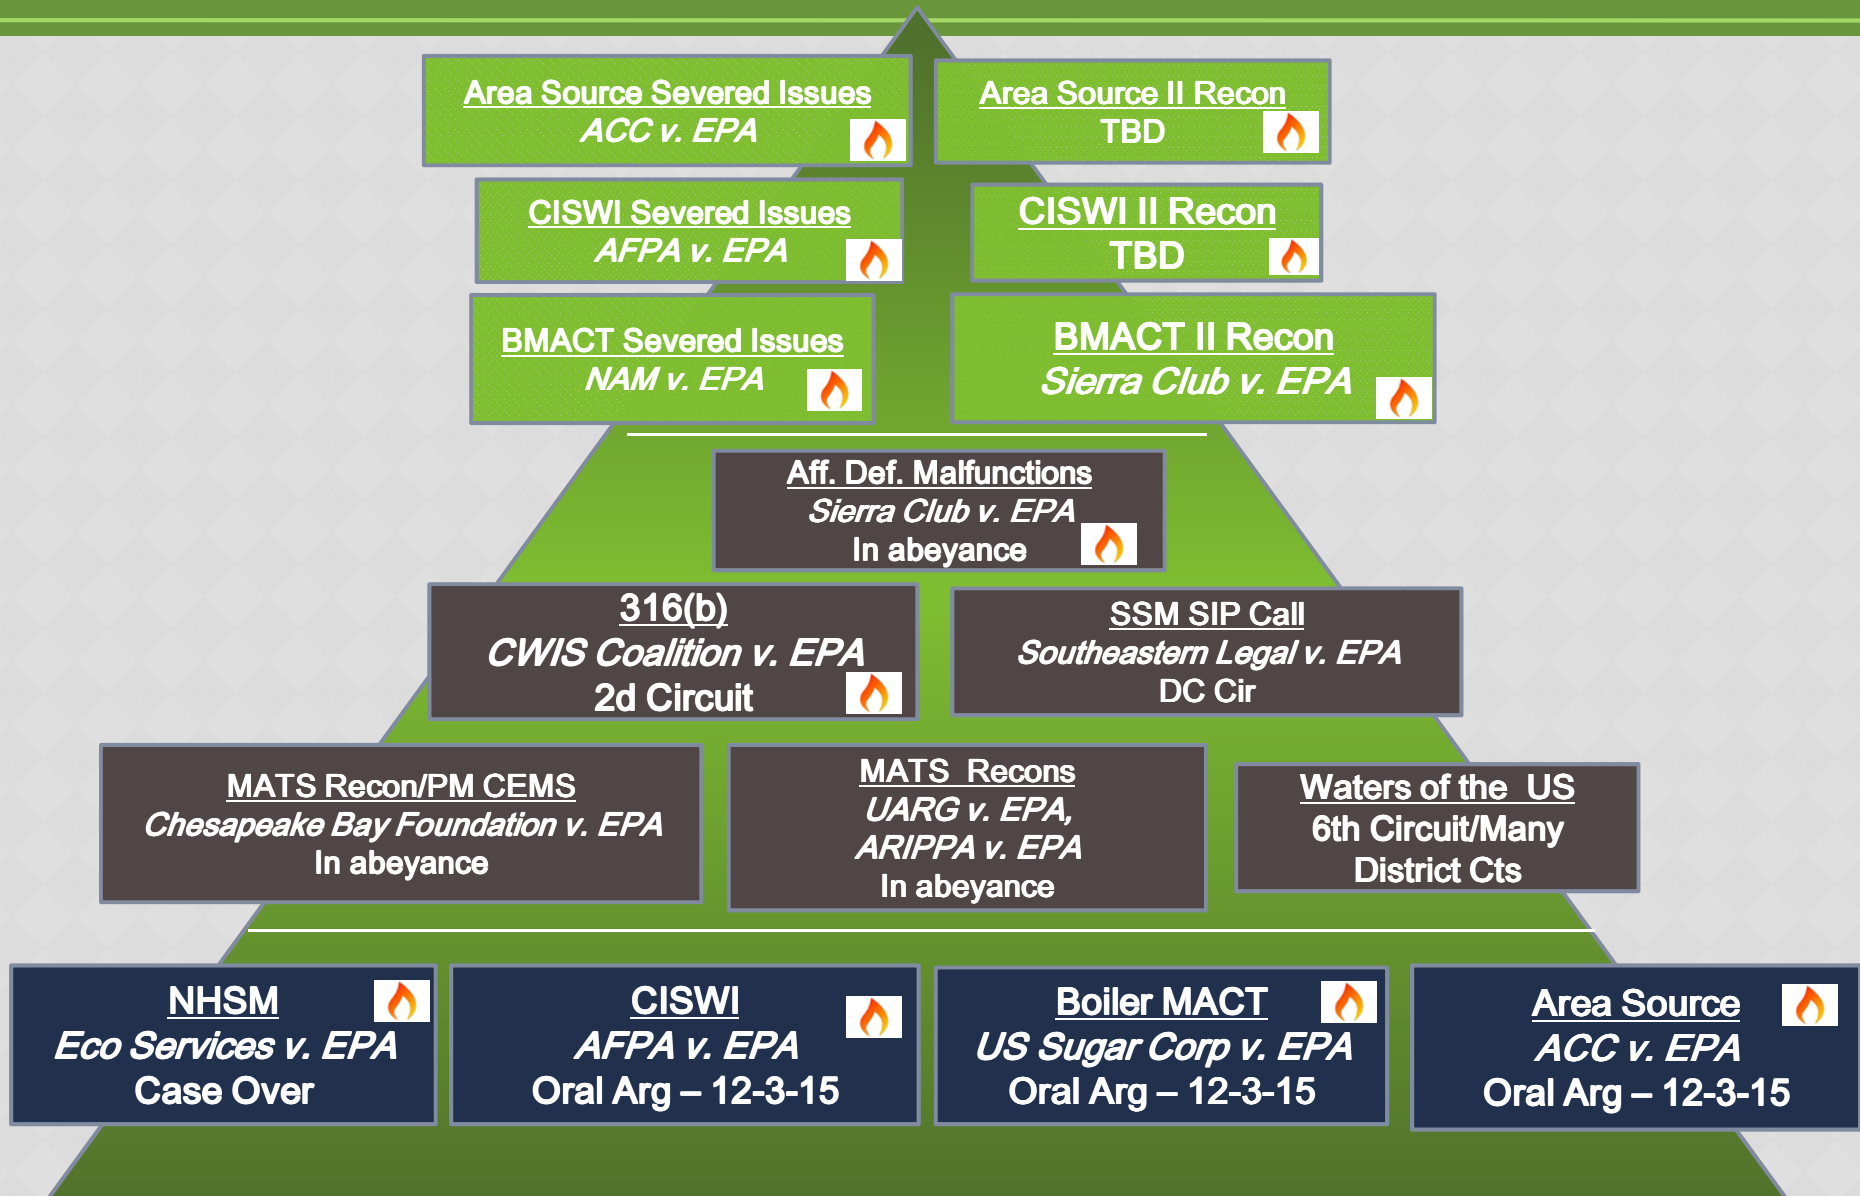 Area Source Severed Issues
ACC v. EPA
Area Source II Recon
TBD
CISWI Severed Issues
AFPA v. EPA
CISWI II Recon
TBD
BMACT Severed Issues
NAM v. EPA
BMACT II Recon
Sierra Club v. EPA
Aff. Def. Malfunctions
Sierra Club v. EPA
In abeyance
316(b)
CWIS Coalition v. EPA
2d Circuit
SSM SIP Call
Southeastern Legal v. EPA
DC Cir
MATS Recon/PM CEMS
Chesapeake Bay Foundation v. EPA
In abeyance
MATS Recons
UARG v. EPA,
ARIPPA v. EPA
In abeyance
Waters of the US
6th Circuit/Many
District Cts
NHSM
Eco Services v. EPA
Case Over
CISWI
AFPA v. EPA
Oral Arg – 12-3-15
Boiler MACT
US Sugar Corp v. EPA
Oral Arg – 12-3-15
Area Source
ACC v. EPA
Oral Arg – 12-3-15